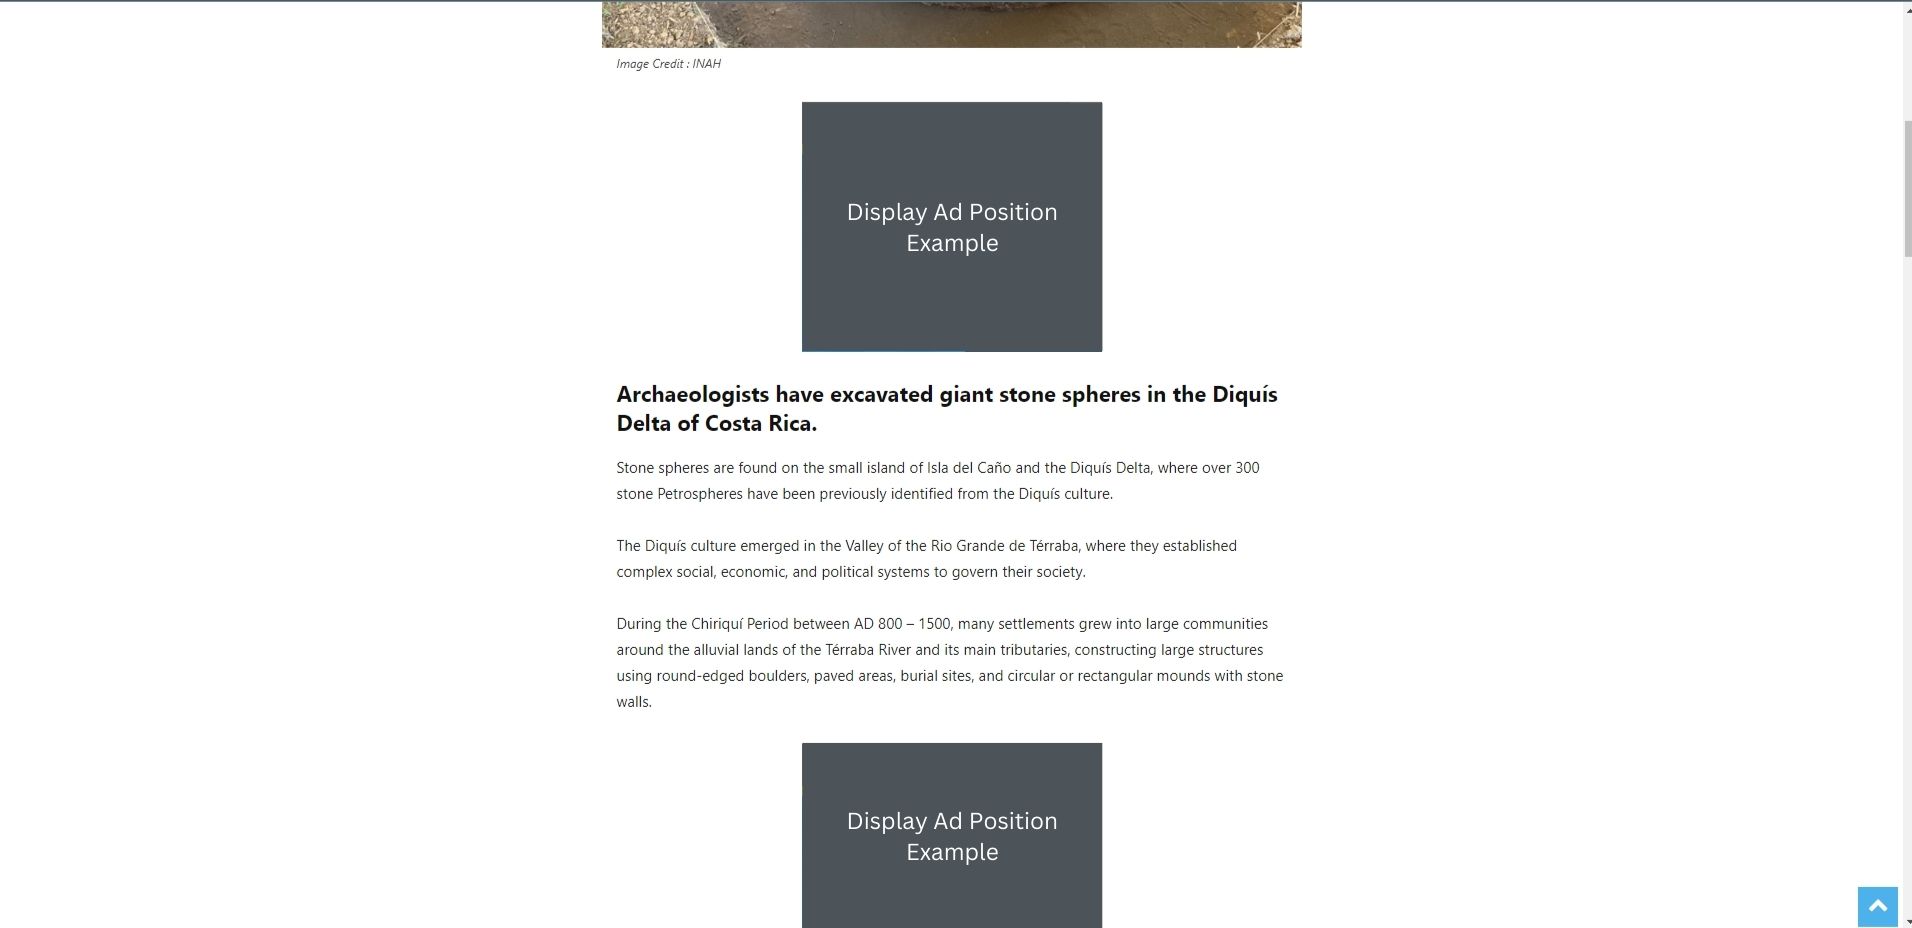 Image Credit : INAH
Display Ad Position
Example
Archaeologists have excavated giant stone spheres in the Diquís
Delta of Costa Rica.
Stone spheres are found on the small island of Isla del Caño and the Diquís Delta, where over 300
stone Petrospheres have been previously identified from the Diquís culture.
The Diquís culture emerged in the Valley of the Rio Grande de Térraba, where they established
complex social, economic, and political systems to govern their society.
During the Chiriquí Period between AD 800 – 1500, many settlements grew into large communities
around the alluvial lands of the Térraba River and its main tributaries, constructing large structures
using round-edged boulders, paved areas, burial sites, and circular or rectangular mounds with stone
walls.
Display Ad Position
Example